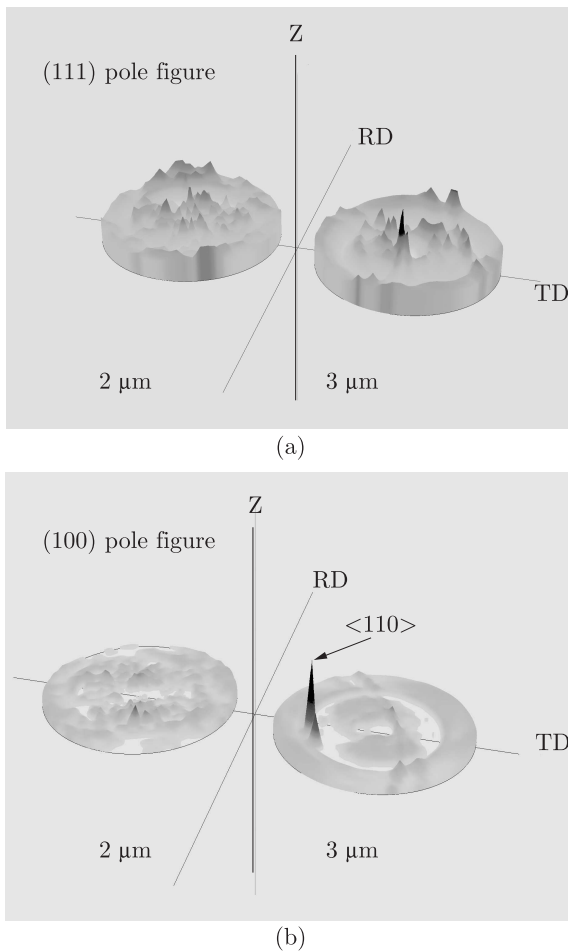 Z
(111) pole figure
RD
TD
2 µm
3 µm
(a)
Z
(100) pole figure
RD
<110>
TD
2 µm
3 µm
(b)